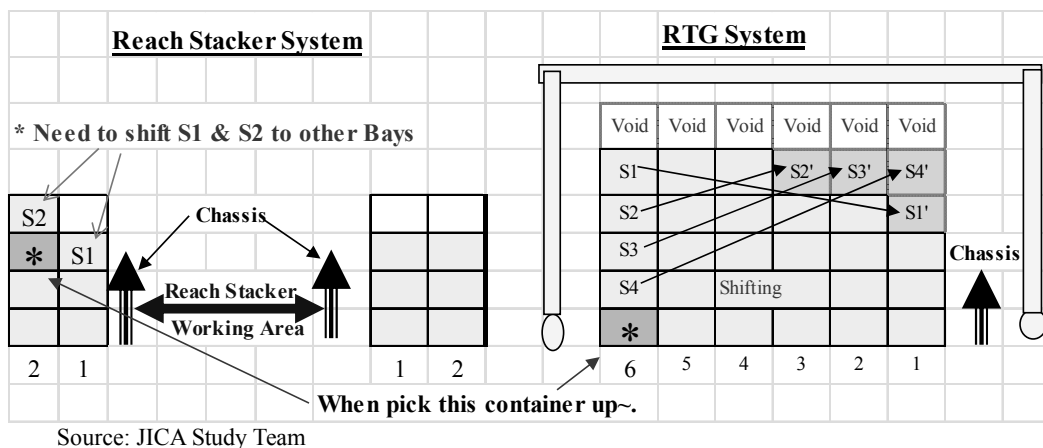 Reach Stacker System
RTG System
* Need to shift S1 & S2 to other Bays
Void Void Void Void Void Void
S1 S2' S3' S4'
S2 S1'
S3
S4 Shifting
*
S2
* S1
Chassis
Reach Stacker
Working Area
Chassis
2 1
1 2
6 5 4 3 2 1
When pick this container up~.
Source: JICA Study Team